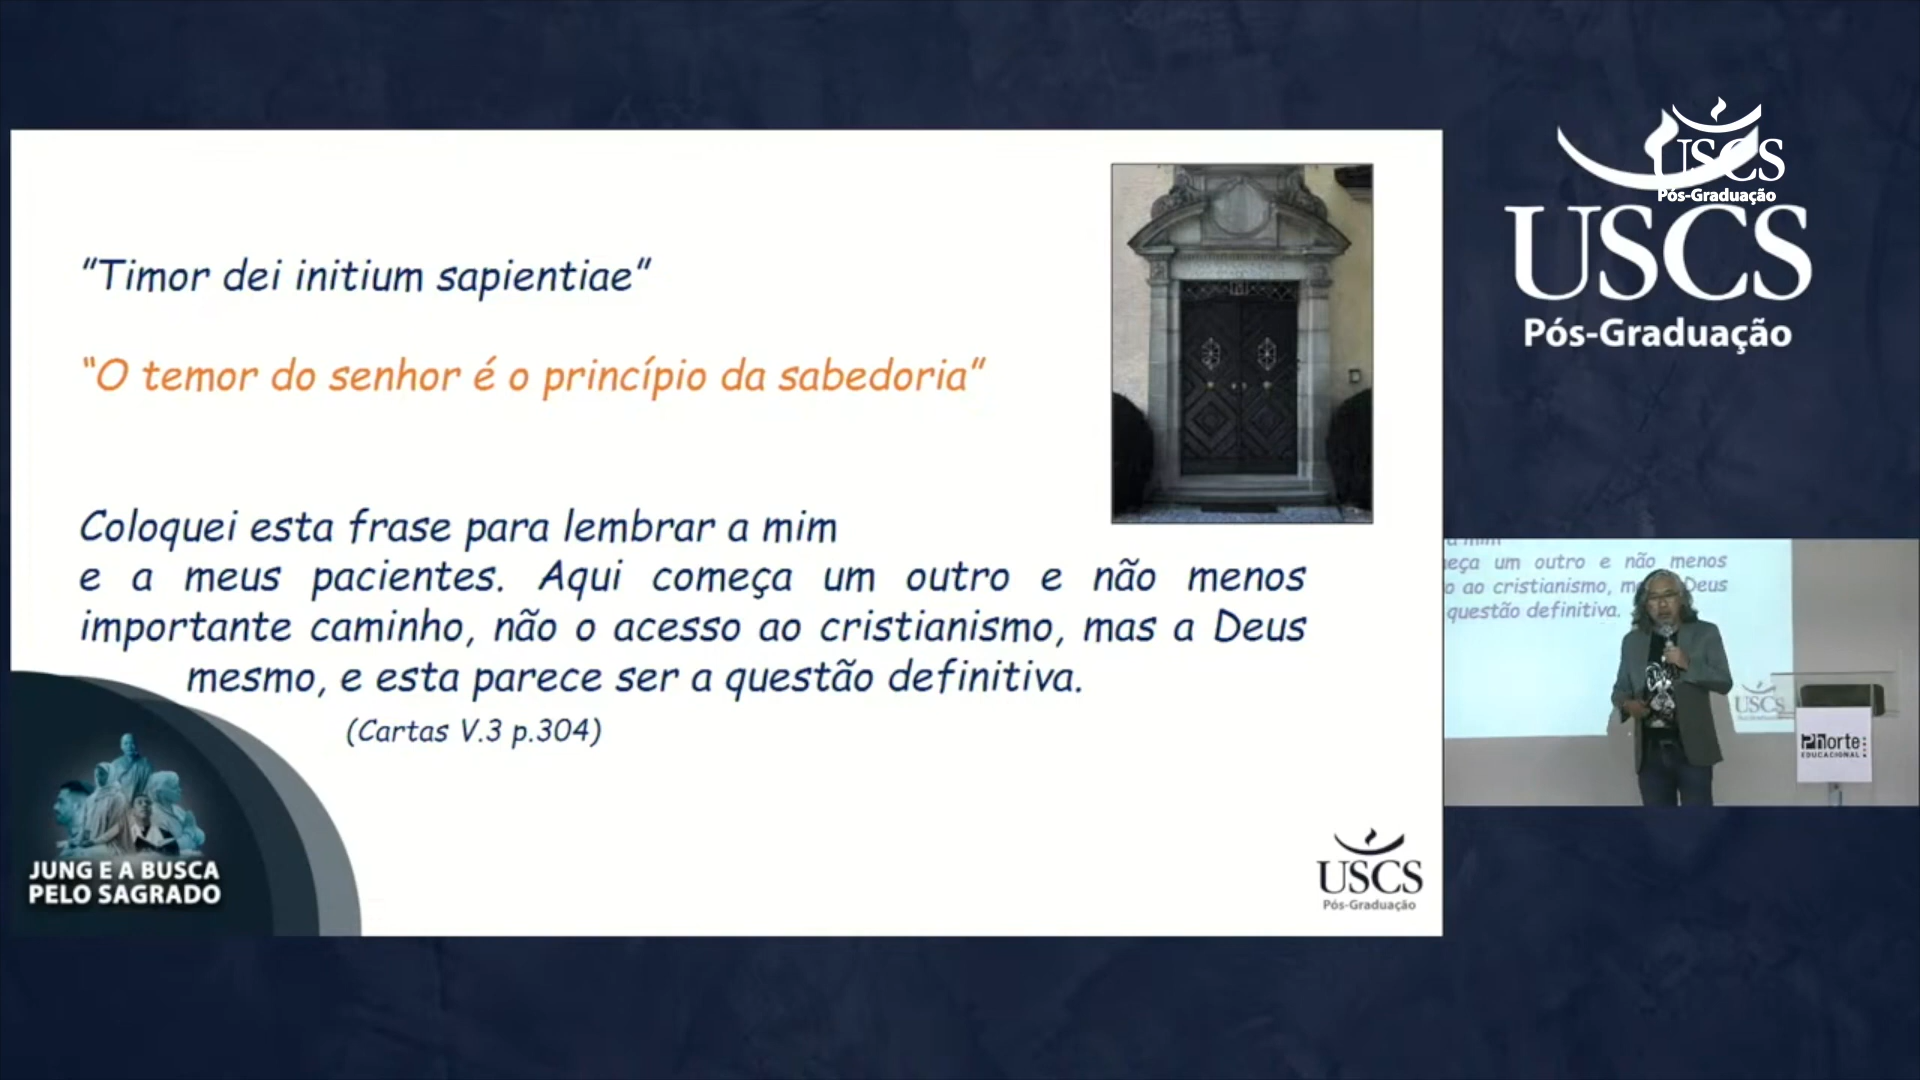 "Timor dei initium sapientiae"
"O temor do senhor é o princípio da sabedoria"
Coloquei esta frase para lembrar a mim
e a meus pacientes. Aqui começa um outro e não menos
importante caminho, não o acesso ao cristianismo, mas a Deus
mesmo, e esta parece ser a questão definitiva.
(Cartas V.3 p.304)
JUNG E A BUSCA
PELO SAGRADO
USCS
Pós-Graduação
USCS
Pós-Graduação
USCS
Pós-Graduação
eça um outro e não menos
o ao cristianismo, m Deus
questão definitiva.
USCS
Phorte
EDUCACIONAL